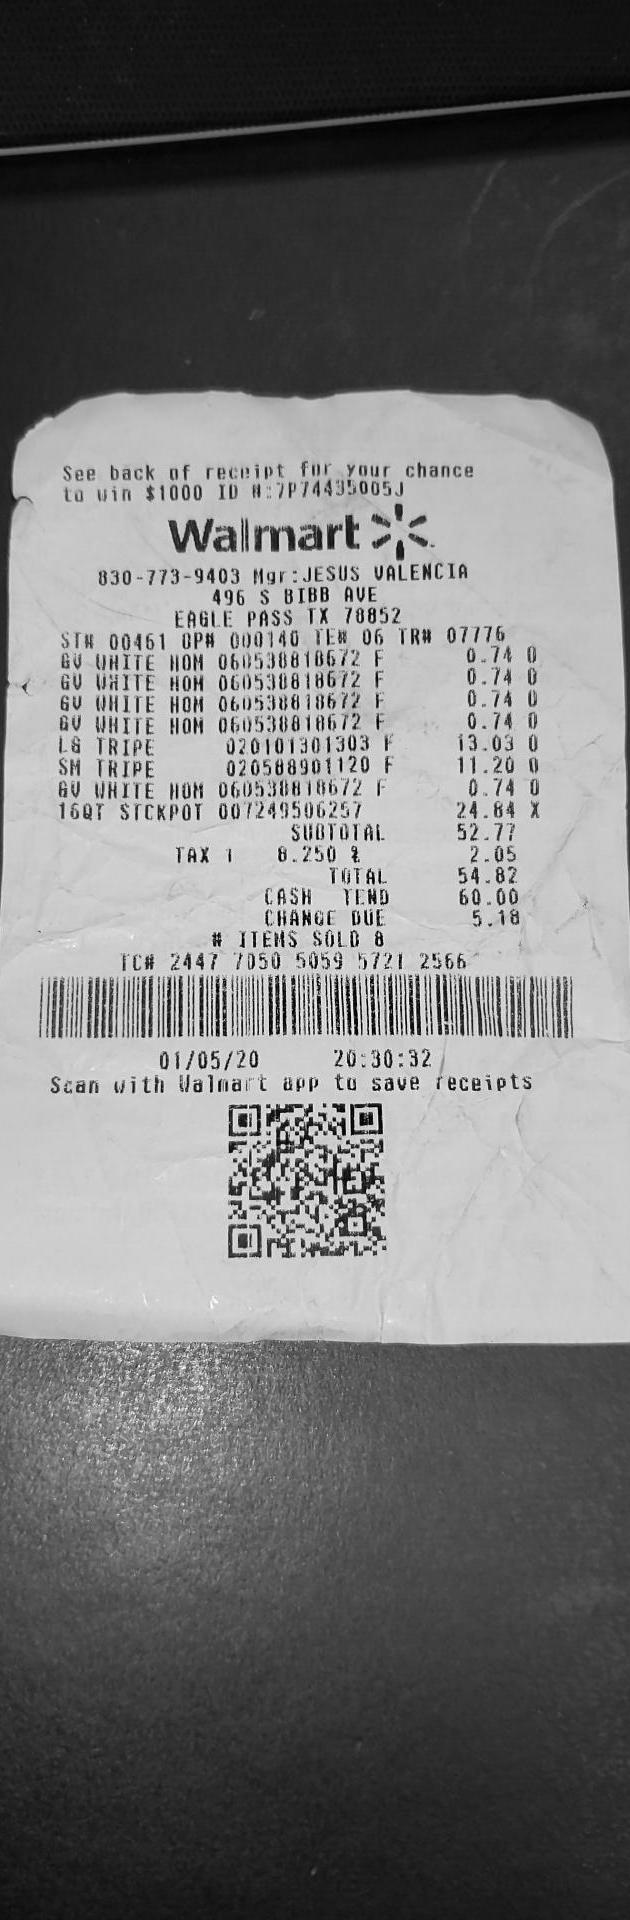 See back of receipt for your chance
to win $1000 ID #:7P74435005J
Walmart
830-773-9403 Mgr:JESUS VALENCIA
496 S BIBB AVE
EAGLE PASS TX 78852
ST# 00461 OP# 000140 TE# 06 TR# 07776
GV WHITE HOM 060538818672 F 0.74 O
GV WHITE HOM 060538818672 F 0.74 O
GV WHITE HOM 060538818672 F 0.74 O
GV WHITE HOM 060538818672 F 0.74 O
LG TRIPE 020101301303 F 13.03 O
SM TRIPE 020588901120 F 11.20 O
GV WHITE HOM 060538818672 F 0.74 O
16QT STCKPOT 007249506257 24.84 X
SUBTOTAL 52.77
TAX 1 8.250 % 2.05
TOTAL 54.82
CASH TEND 60.00
CHANGE DUE 5.18
# ITEMS SOLD 8
TC# 2447 7050 5059 5721 2566
01/05/20 20:30:32
Scan with Walmart app to save receipts